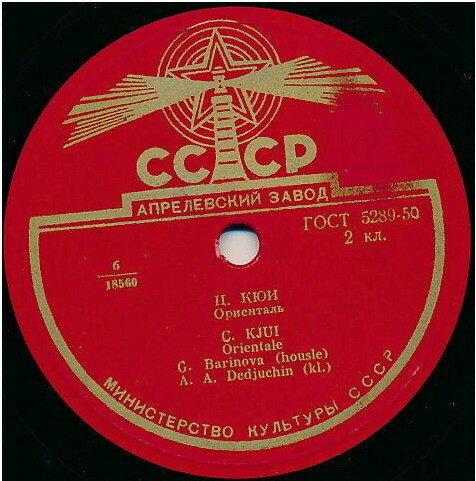 СССР
АПРЕЛЕВСКИЙ ЗАВОД
ГОСТ 5289-50
2 кл.
2
б
18560
Ц. КЮИ
Ориенталь
C. KJUI
Orientale
G. Barinova (housle)
A. A. Dedjuchin (kl.)
МИНИСТЕРСТВО КУЛЬТУРЫ СССР